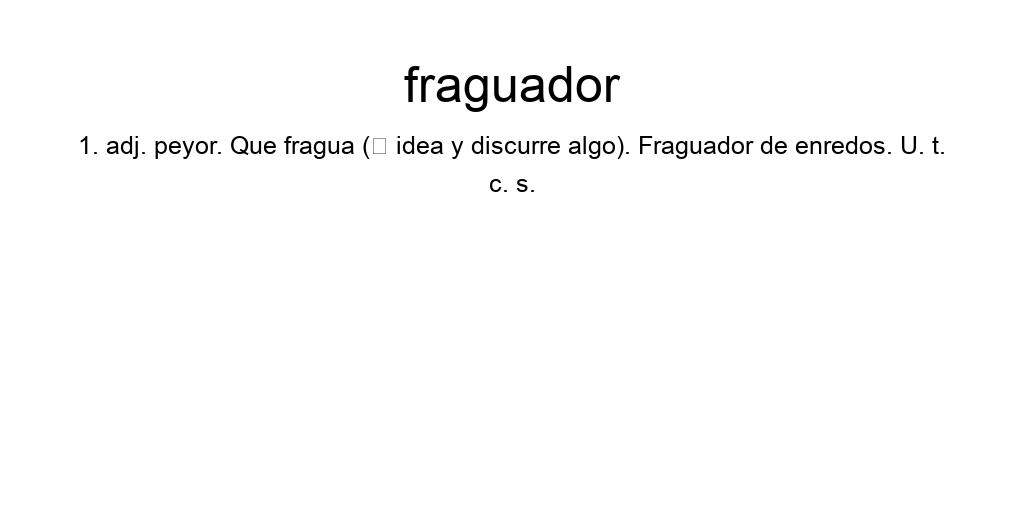 fraguador
1. adj. peyor. Que fragua (▯ idea y discurre algo). Fraguador de enredos. U. t.
c. s.